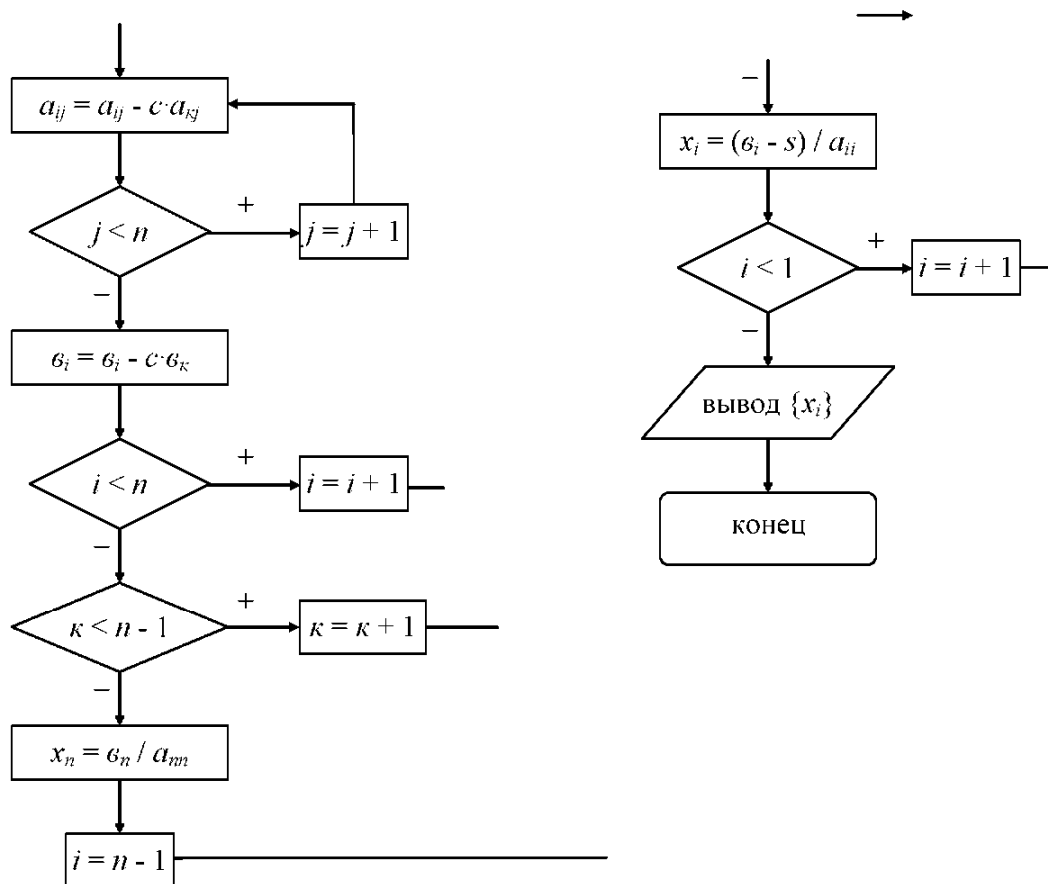 aᵢⱼ = aᵢⱼ - c·aкⱼ
j < n
+
j = j + 1
–
вᵢ = вᵢ - c·вк
i < n
+
i = i + 1
–
к < n - 1
+
к = к + 1
–
xₙ = вₙ / aₙₙ
i = n - 1
–
xᵢ = (вᵢ - s) / aᵢᵢ
i < 1
+
i = i + 1
–
вывод {xᵢ}
конец